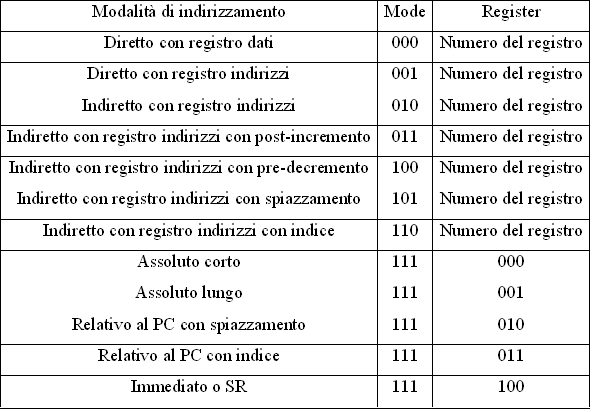 Modalità di indirizzamento Mode Register
Diretto con registro dati 000 Numero del registro
Diretto con registro indirizzi 001 Numero del registro
Indiretto con registro indirizzi 010 Numero del registro
Indiretto con registro indirizzi con post-incremento 011 Numero del registro
Indiretto con registro indirizzi con pre-decremento 100 Numero del registro
Indiretto con registro indirizzi con spiazzamento 101 Numero del registro
Indiretto con registro indirizzi con indice 110 Numero del registro
Assoluto corto 111 000
Assoluto lungo 111 001
Relativo al PC con spiazzamento 111 010
Relativo al PC con indice 111 011
Immediato o SR 111 100